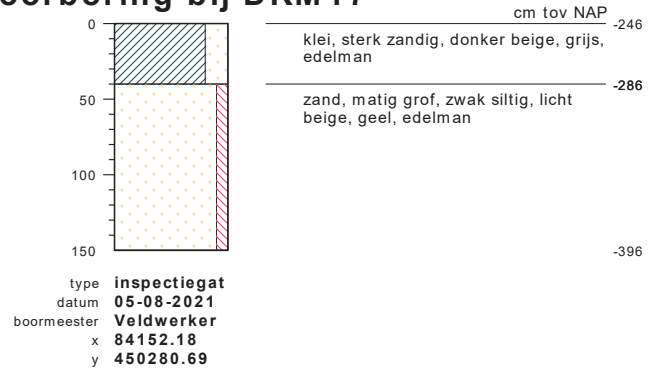 bij DKM17
cm tov NAP
0
-246
klei, sterk zandig, donker beige, grijs,
edelman
-286
50
zand, matig grof, zwak siltig, licht
beige, geel, edelman
100
150
-396
type inspectiegat
datum 05-08-2021
boormeester Veldwerker
x 84152.18
y 450280.69